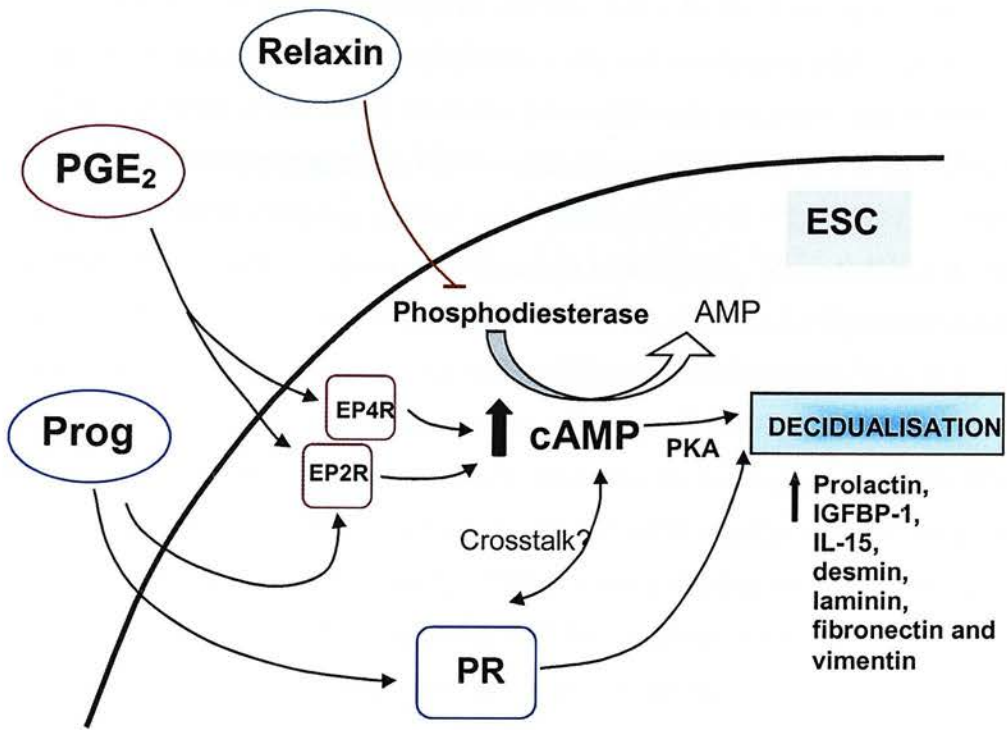 Relaxin
PGE₂
ESC
Phosphodiesterase
AMP
EP4R
Prog
cAMP
PKA
DECIDUALISATION
EP2R
Crosstalk?
Prolactin,
IGFBP-1,
IL-15,
desmin,
laminin,
fibronectin and
vimentin
PR